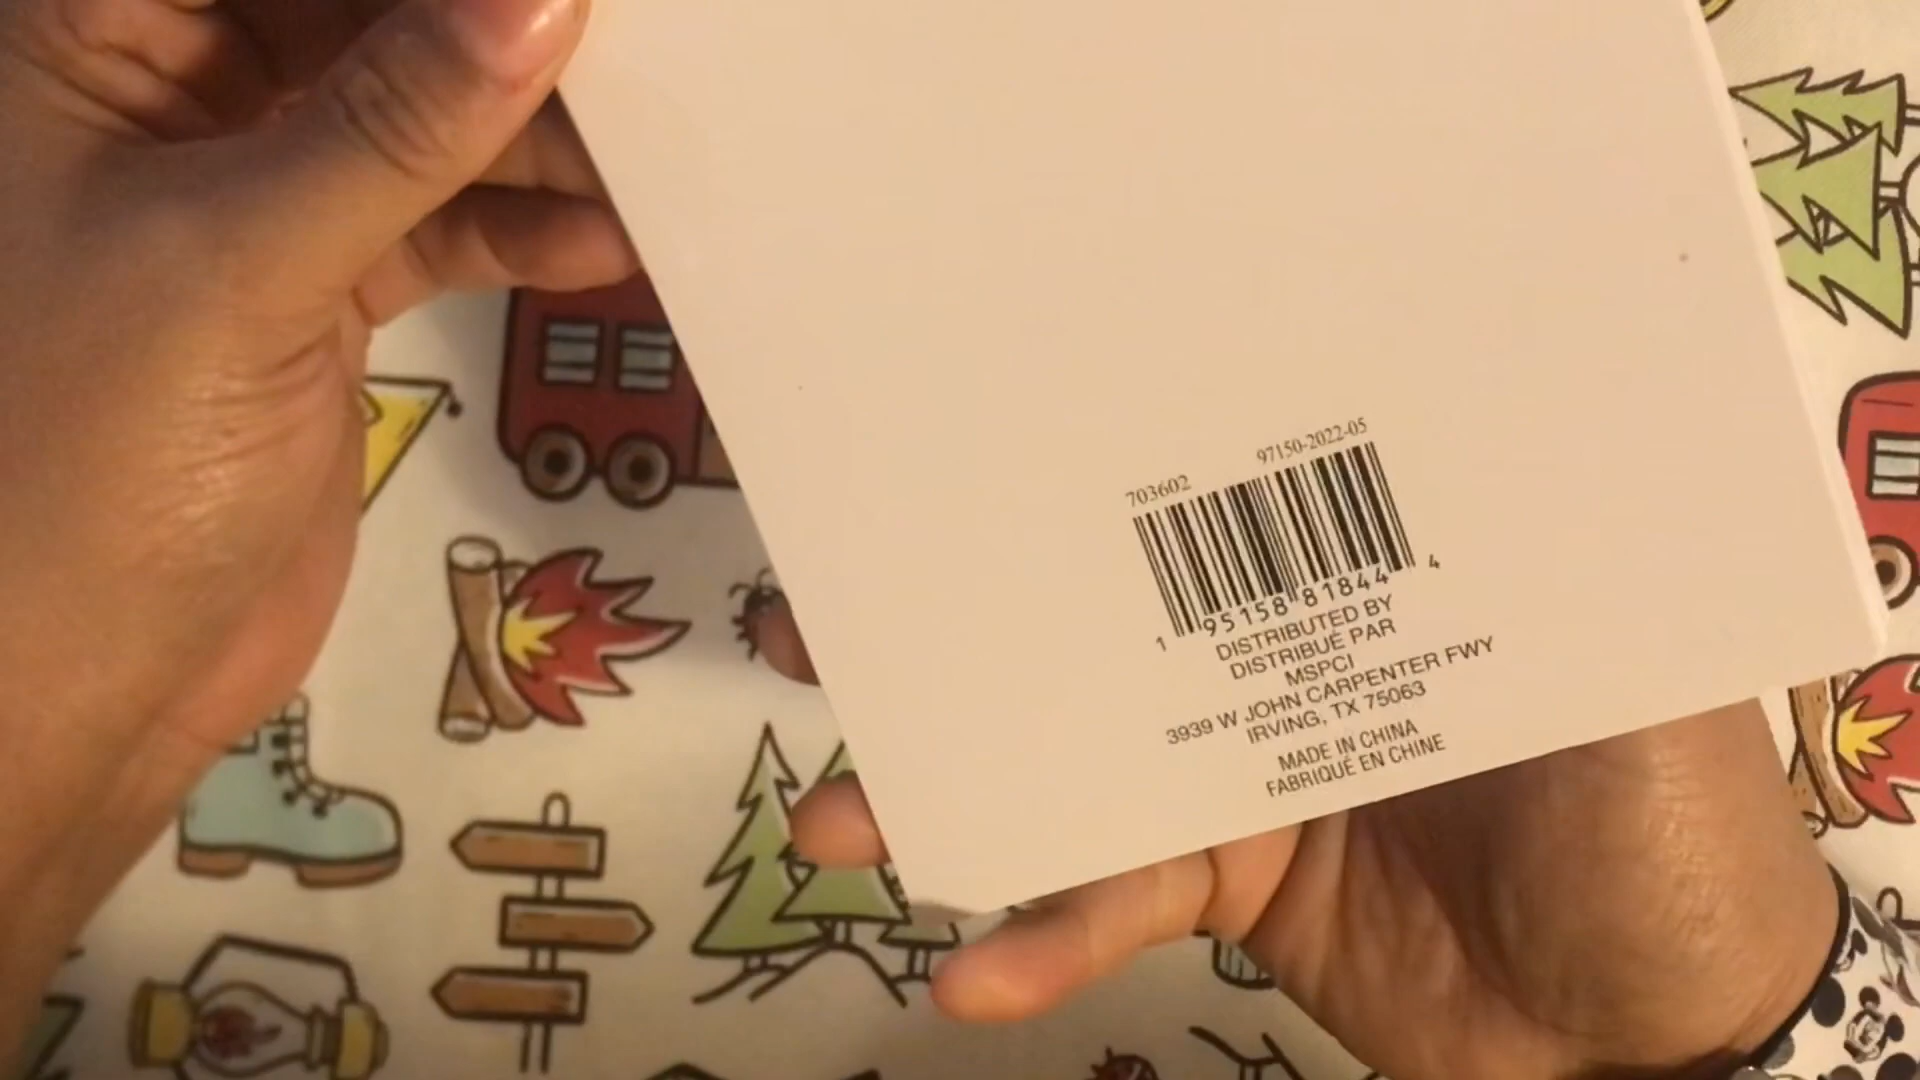 703602 97150-2022-05
1 95158 81844 4
DISTRIBUTED BY
DISTRIBUÉ PAR
MSPCI
3939 W JOHN CARPENTER FWY
IRVING, TX 75063
MADE IN CHINA
FABRIQUÉ EN CHINE